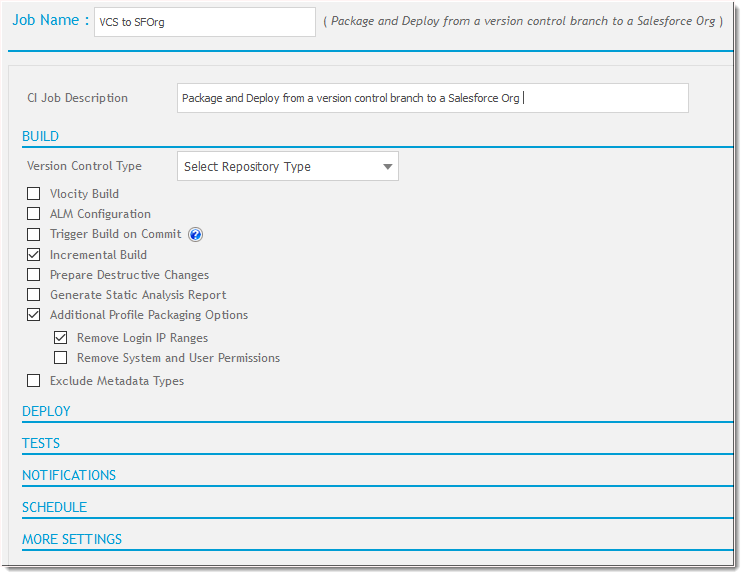 Job Name : VCS to SFOrg ( Package and Deploy from a version control branch to a Salesforce Org )
CI Job Description Package and Deploy from a version control branch to a Salesforce Org
BUILD
Version Control Type Select Repository Type
Vlocity Build
ALM Configuration
Trigger Build on Commit ?
Incremental Build
Prepare Destructive Changes
Generate Static Analysis Report
Additional Profile Packaging Options
Remove Login IP Ranges
Remove System and User Permissions
Exclude Metadata Types
DEPLOY
TESTS
NOTIFICATIONS
SCHEDULE
MORE SETTINGS